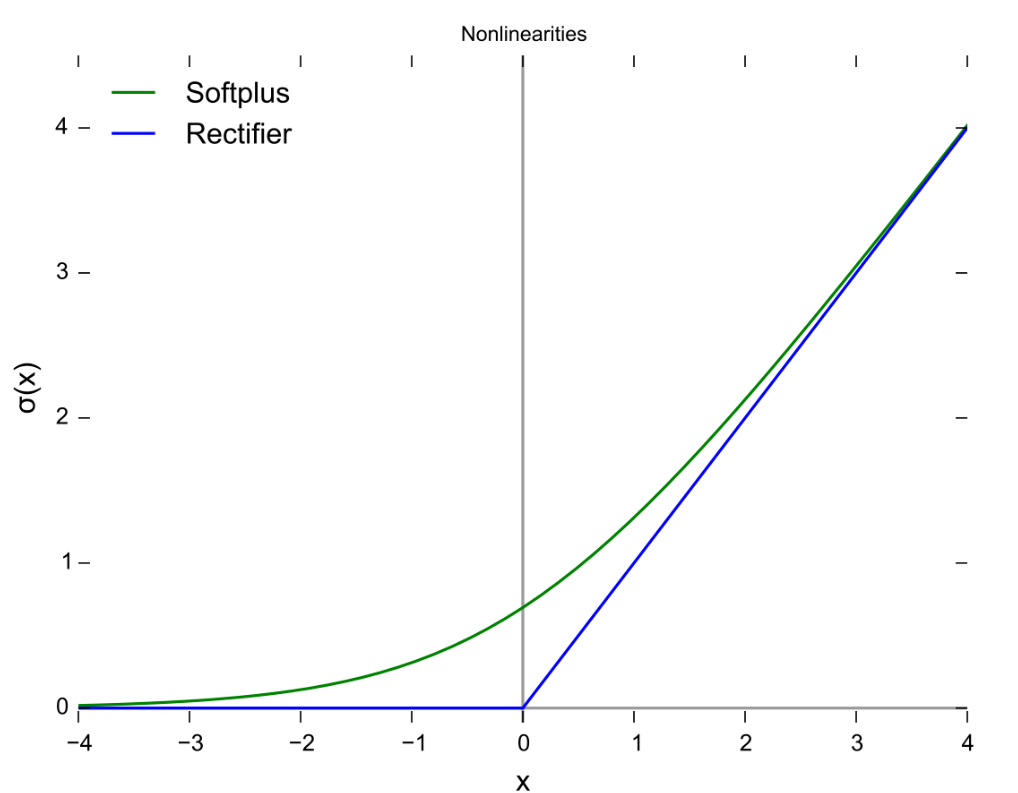 Nonlinearities
Softplus
Rectifier
4
3
2
1
0
σ(x)
−4 −3 −2 −1 0 1 2 3 4
x